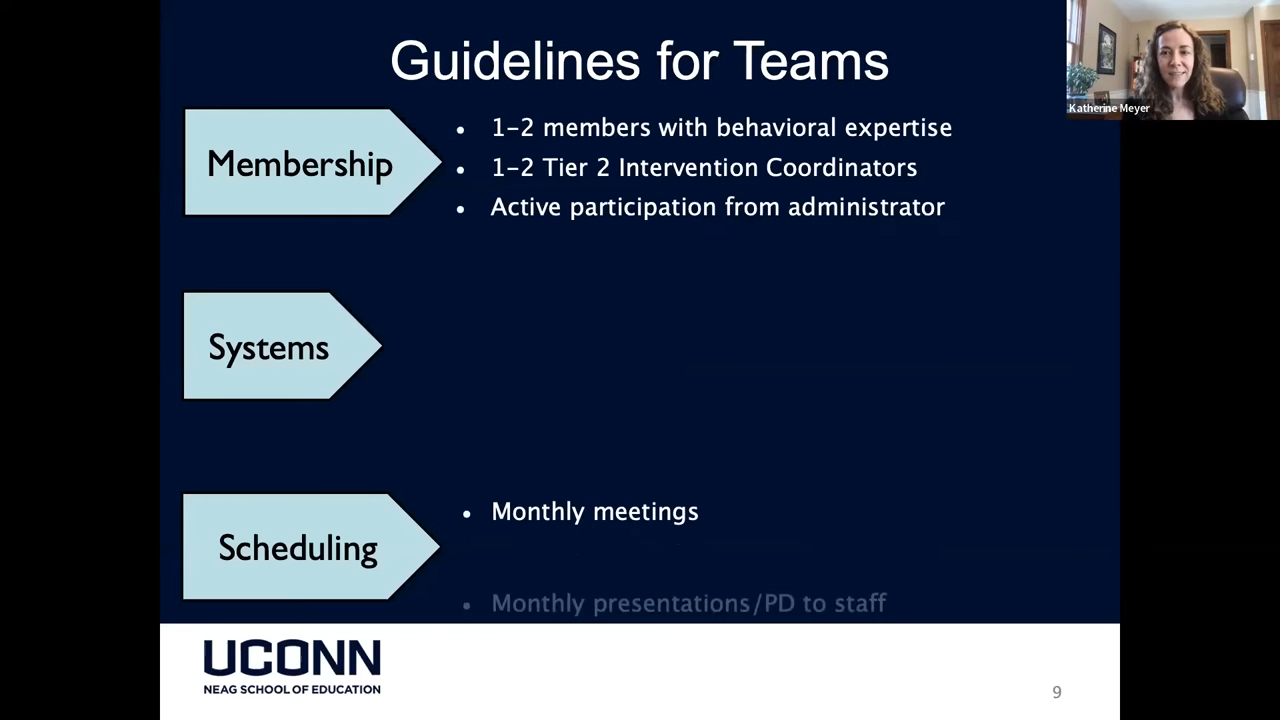 Guidelines for Teams
Katherine Meyer
Membership
• 1-2 members with behavioral expertise
• 1-2 Tier 2 Intervention Coordinators
• Active participation from administrator
Systems
Scheduling
• Monthly meetings
• Monthly presentations/PD to staff
UCONN
NEAG SCHOOL OF EDUCATION
9